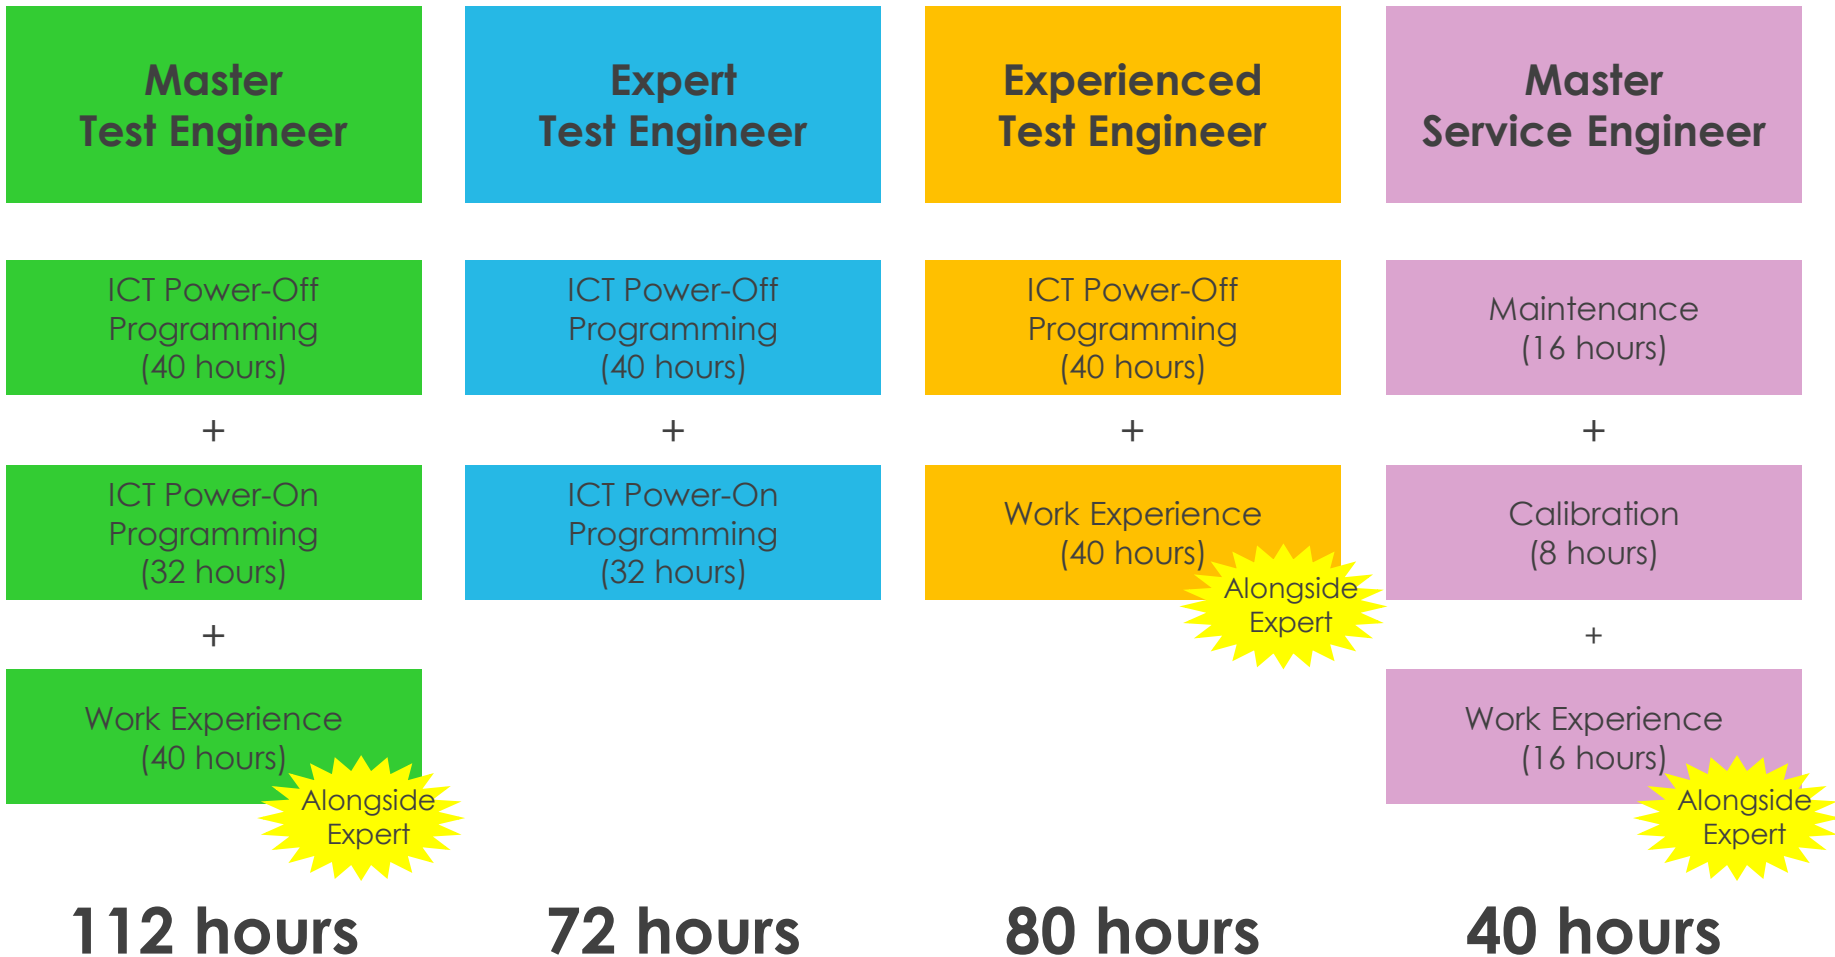 Master
Test Engineer
ICT Power-Off
Programming
(40 hours)
+
ICT Power-On
Programming
(32 hours)
+
Work Experience
(40 hours)
Alongside
Expert
112 hours
Expert
Test Engineer
ICT Power-Off
Programming
(40 hours)
+
ICT Power-On
Programming
(32 hours)
72 hours
Experienced
Test Engineer
ICT Power-Off
Programming
(40 hours)
+
Work Experience
(40 hours)
Alongside
Expert
80 hours
Master
Service Engineer
Maintenance
(16 hours)
+
Calibration
(8 hours)
+
Work Experience
(16 hours)
Alongside
Expert
40 hours